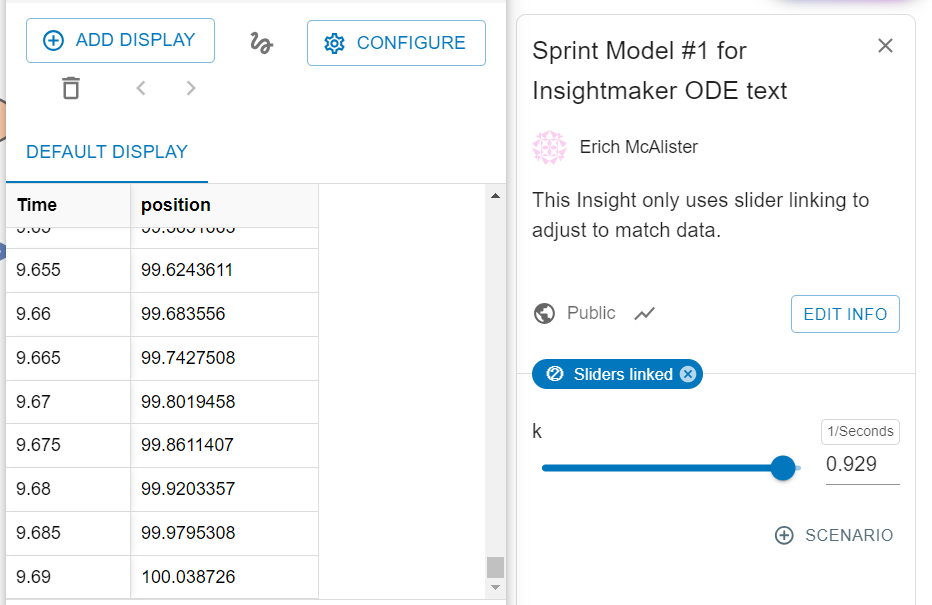 ADD DISPLAY
CONFIGURE
DEFAULT DISPLAY
Time position
9.655 99.6243611
9.66 99.683556
9.665 99.7427508
9.67 99.8019458
9.675 99.8611407
9.68 99.9203357
9.685 99.9795308
9.69 100.038726
Sprint Model #1 for
Insightmaker ODE text
Erich McAlister
This Insight only uses slider linking to
adjust to match data.
Public
EDIT INFO
Sliders linked
k
1/Seconds
0.929
SCENARIO